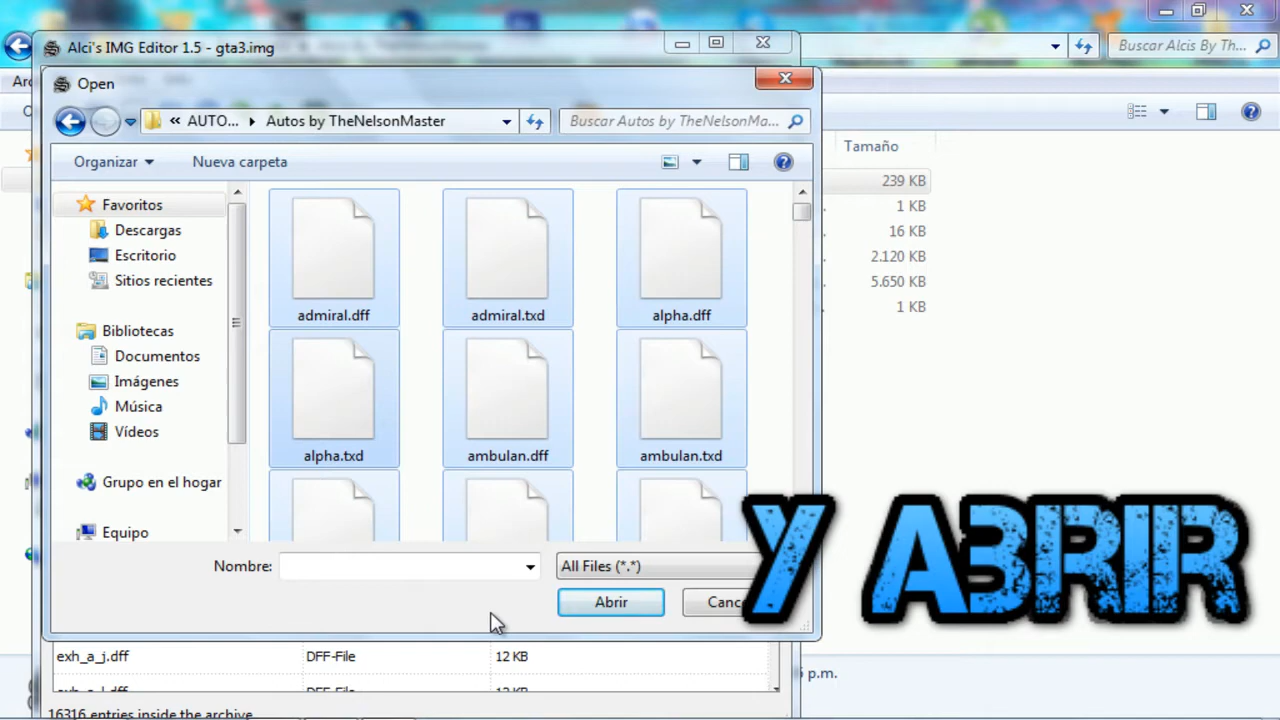 Alci's IMG Editor 1.5 - gta3.img
Buscar Alcis By Th...
Open
« AUTO... ▸ Autos by TheNelsonMaster
Buscar Autos by TheNelsonMa...
Organizar
Nueva carpeta
Tamaño
Favoritos
Descargas
Escritorio
Sitios recientes
Bibliotecas
Documentos
Imágenes
Música
Vídeos
Grupo en el hogar
Equipo
admiral.dff
admiral.txd
alpha.dff
alpha.txd
ambulan.dff
ambulan.txd
239 KB
1 KB
16 KB
2.120 KB
5.650 KB
1 KB
Nombre:
All Files (*.*)
Abrir
Y ABRIR
exh_a_j.dff DFF-File 12 KB
p.m.
16316 entries inside the archive